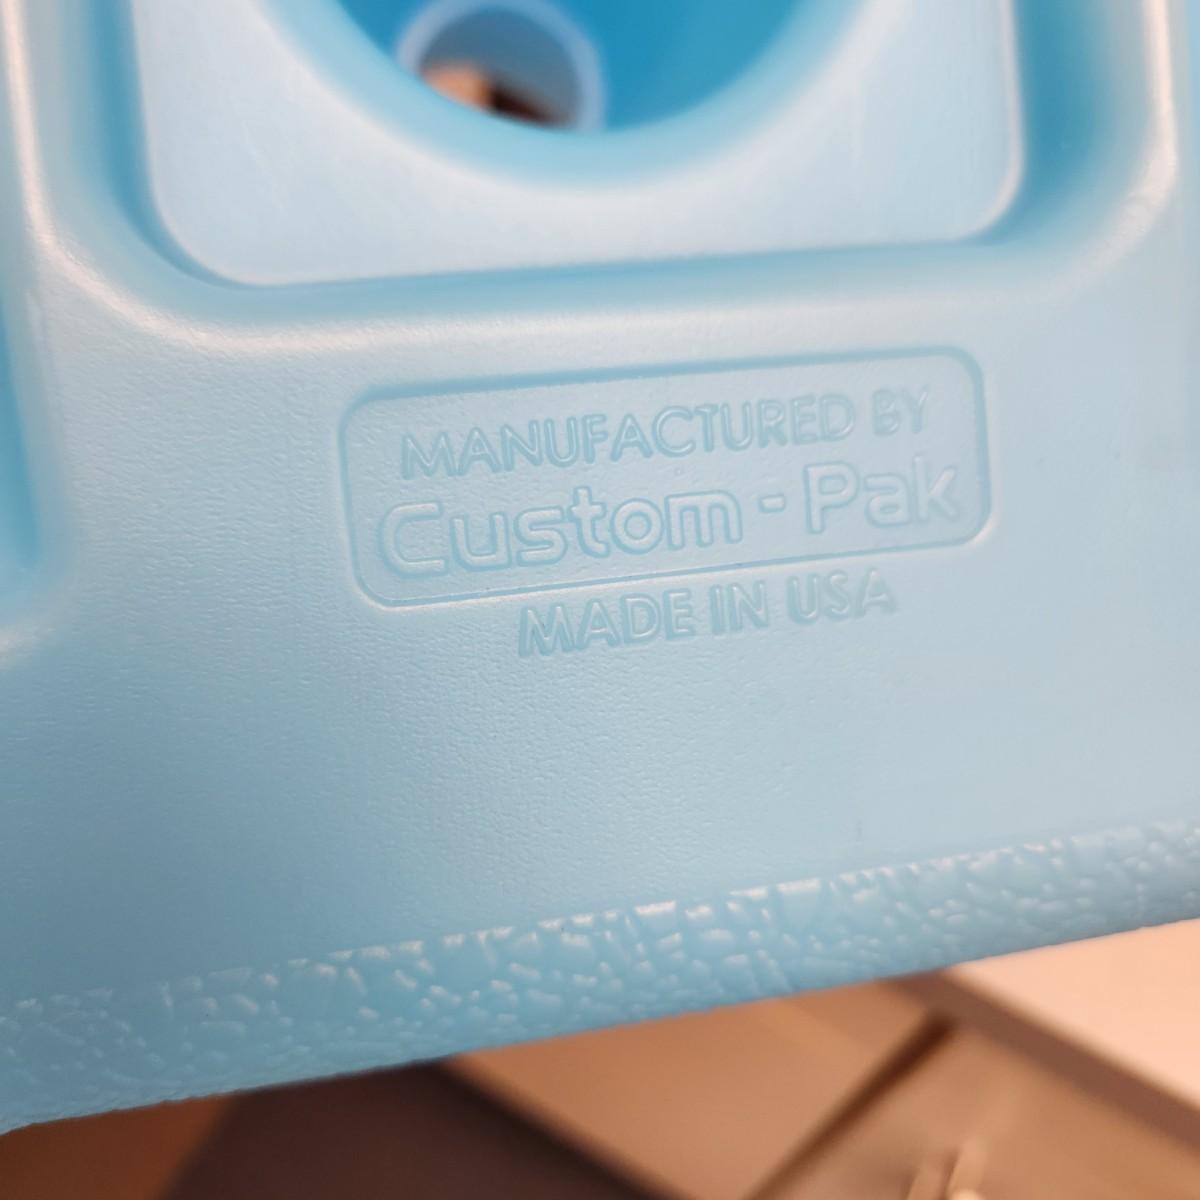 MANUFACTURED BY
Custom-Pak
MADE IN USA